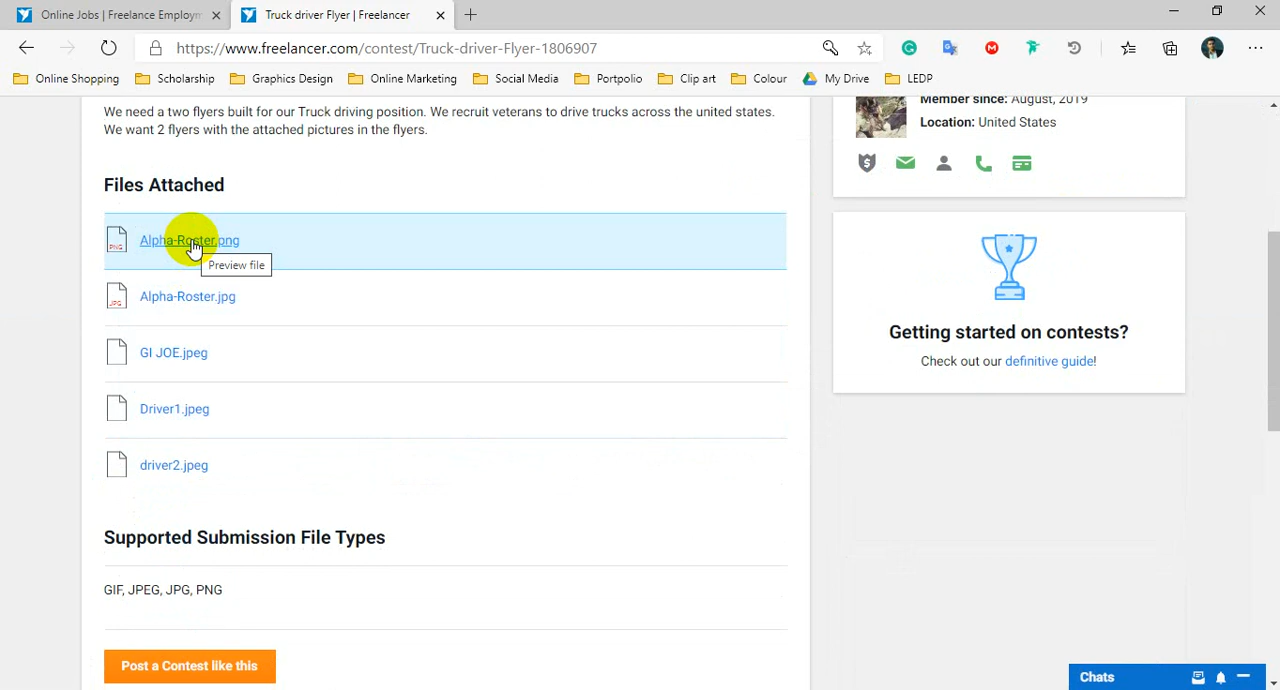 Online Jobs | Freelance Employm
Truck driver Flyer | Freelancer
https://www.freelancer.com/contest/Truck-driver-Flyer-1806907
Online Shopping
Scholarship
Graphics Design
Online Marketing
Social Media
Portpolio
Clip art
Colour
My Drive
LEDP
We need a two flyers built for our Truck driving position. We recruit veterans to drive trucks across the united states.
We want 2 flyers with the attached pictures in the flyers.
Files Attached
PNG
Alpha-Roster.png
Preview file
JPG
Alpha-Roster.jpg
GI JOE.jpeg
Driver1.jpeg
driver2.jpeg
Supported Submission File Types
GIF, JPEG, JPG, PNG
Post a Contest like this
Member since: August, 2019
Location: United States
Getting started on contests?
Check out our definitive guide!
Chats